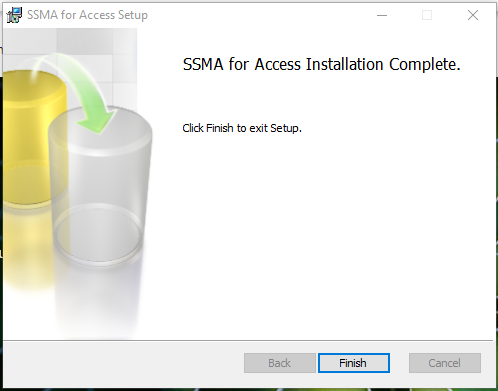 SSMA for Access Setup
SSMA for Access Installation Complete.
Click Finish to exit Setup.
Back
Finish
Cancel